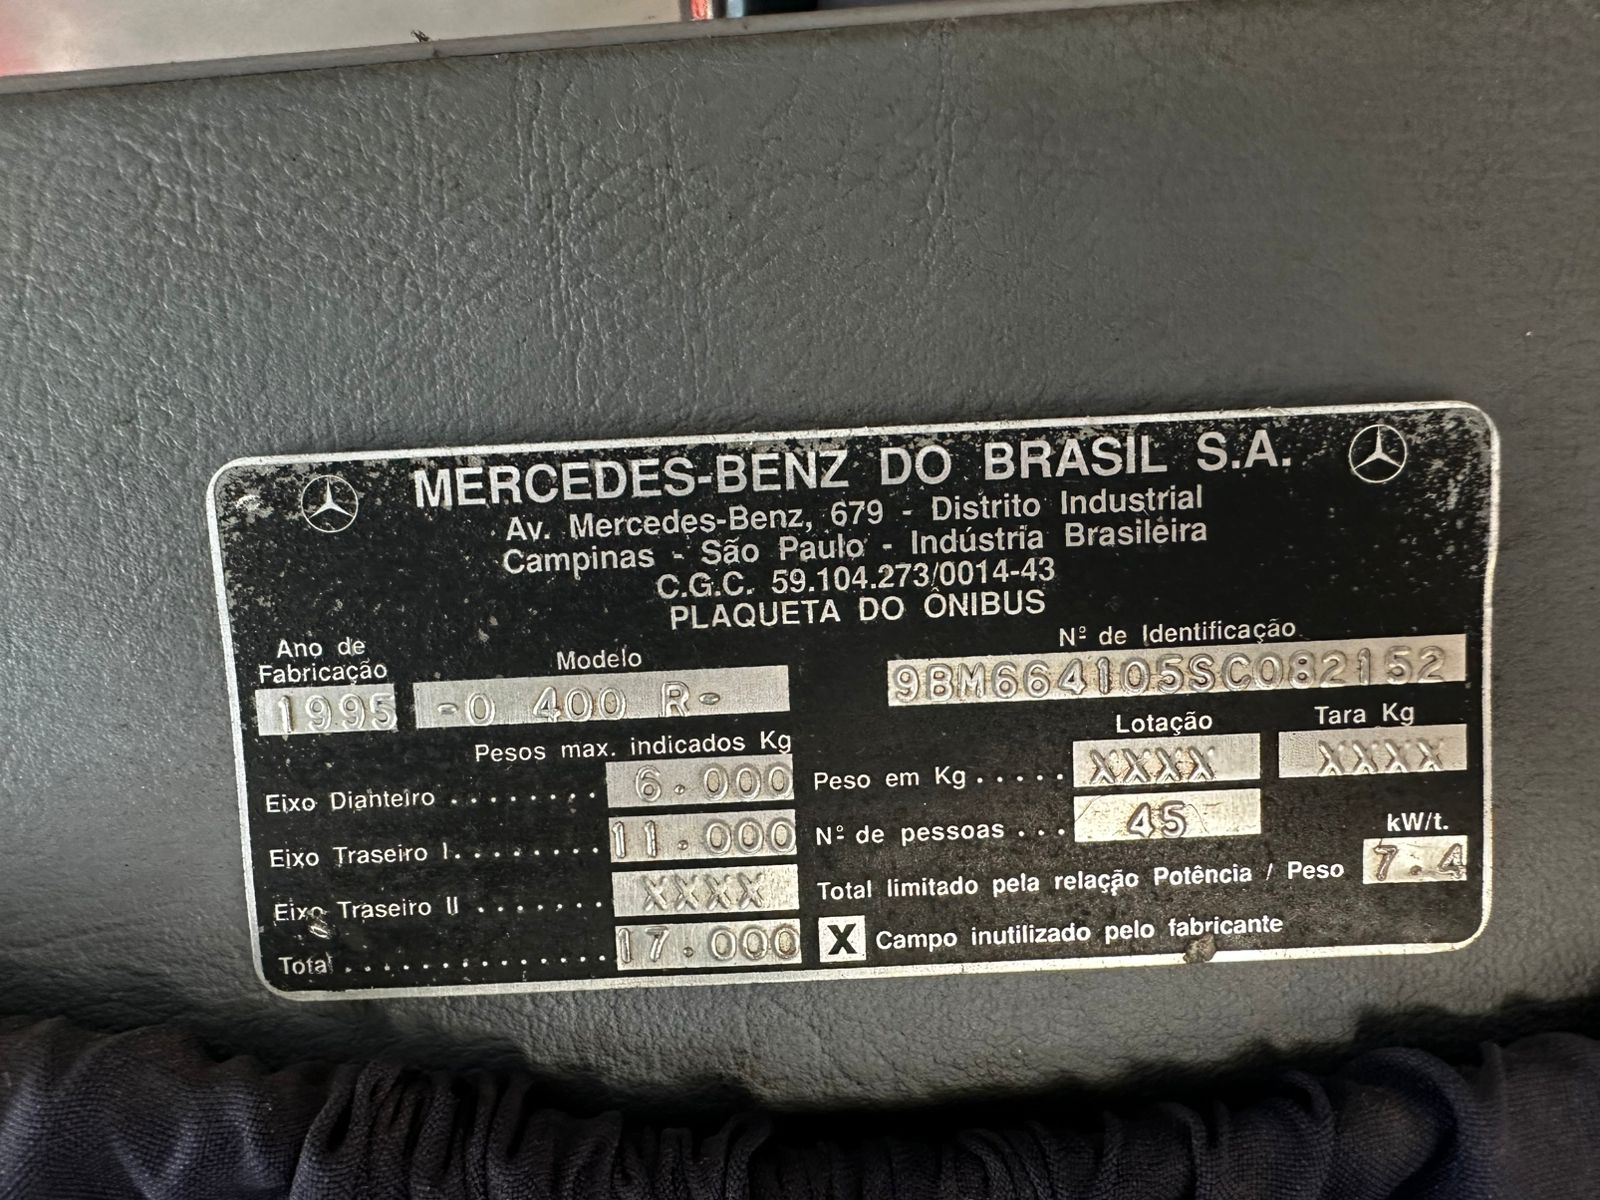 MERCEDES-BENZ DO BRASIL S.A.
Av. Mercedes-Benz, 679 - Distrito Industrial
Campinas - São Paulo - Indústria Brasileira
C.G.C. 59.104.273/0014-43
PLAQUETA DO ÔNIBUS
Ano de Fabricação
1995
Modelo
-O 400 R-
Nº de Identificação
9BM664105SC082152
Pesos max. indicados Kg
Eixo Dianteiro ........ 6.000
Eixo Traseiro I........ 11.000
Eixo Traseiro II ....... XXXX
Total .............. 17.000
Lotação
Tara Kg
Peso em Kg ..... XXXX
XXXX
Nº de pessoas ... 45
kW/t.
Total limitado pela relação Potência / Peso 7.4
X Campo inutilizado pelo fabricante